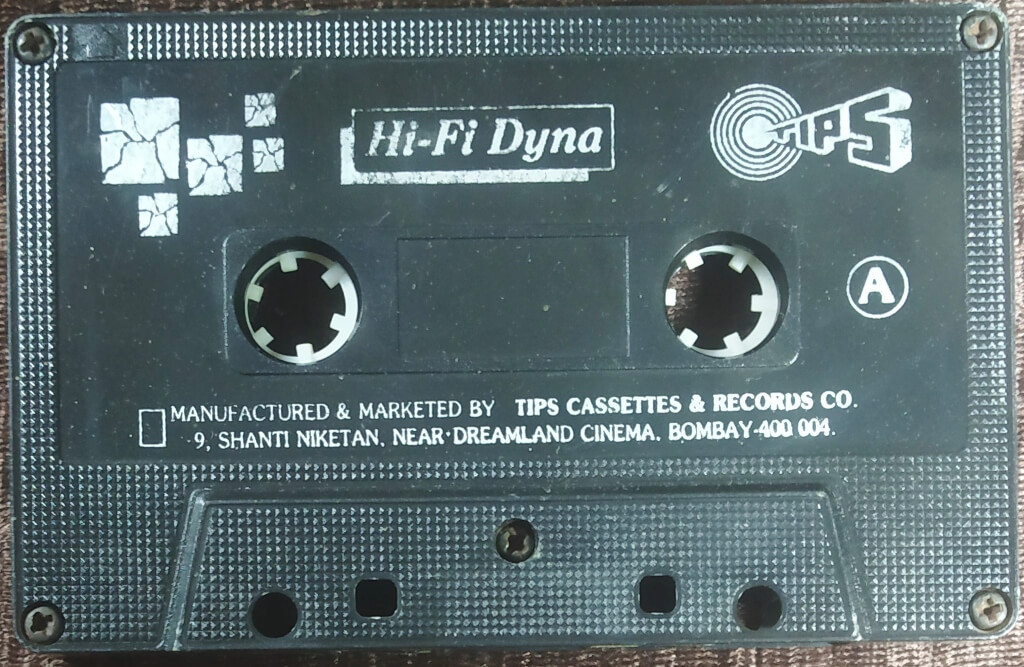 Hi-Fi Dyna
TIPS
A
MANUFACTURED & MARKETED BY TIPS CASSETTES & RECORDS CO.
9, SHANTI NIKETAN, NEAR DREAMLAND CINEMA, BOMBAY-400 004.